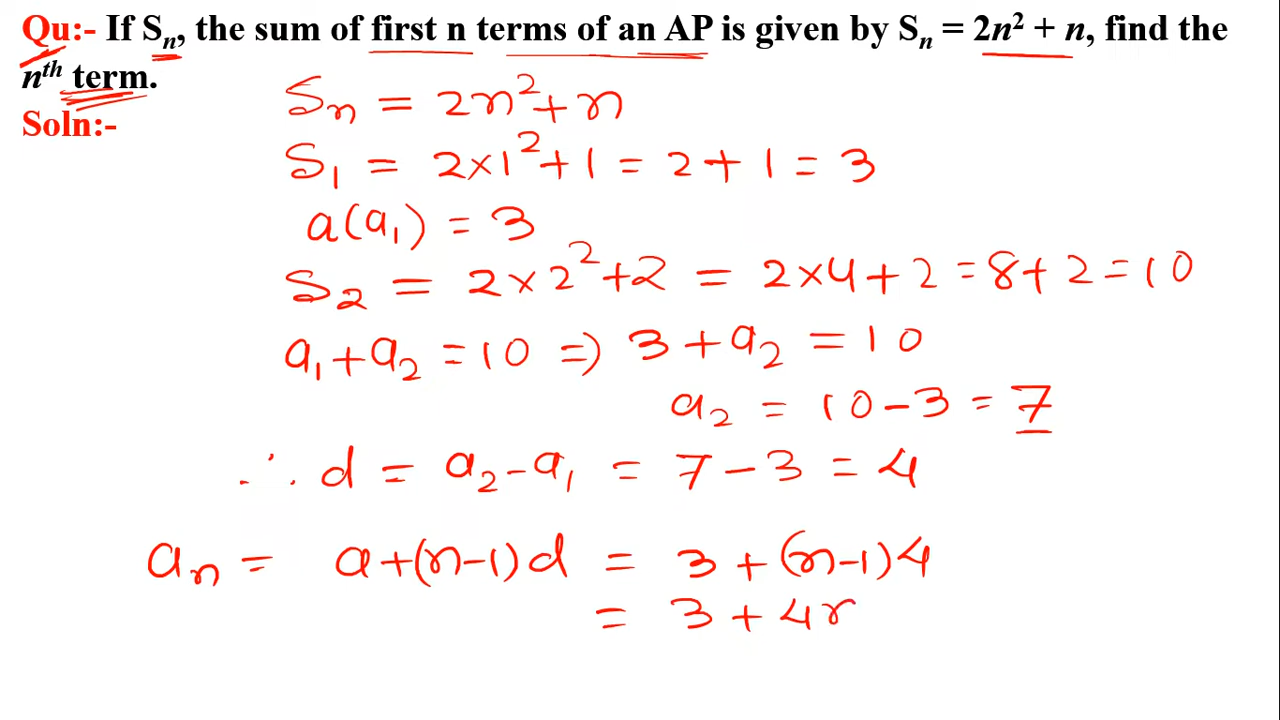 Qu:- If Sₙ, the sum of first n terms of an AP is given by Sₙ = 2n² + n, find the
nᵗʰ term.
Soln:-
Sₙ = 2n² + n
S₁ = 2×1² + 1 = 2 + 1 = 3
a(a₁) = 3
S₂ = 2×2² + 2 = 2×4 + 2 = 8 + 2 = 10
a₁ + a₂ = 10 => 3 + a₂ = 10
a₂ = 10 - 3 = 7
∴ d = a₂ - a₁ = 7 - 3 = 4
aₙ = a + (n-1)d = 3 + (n-1)4
= 3 + 4